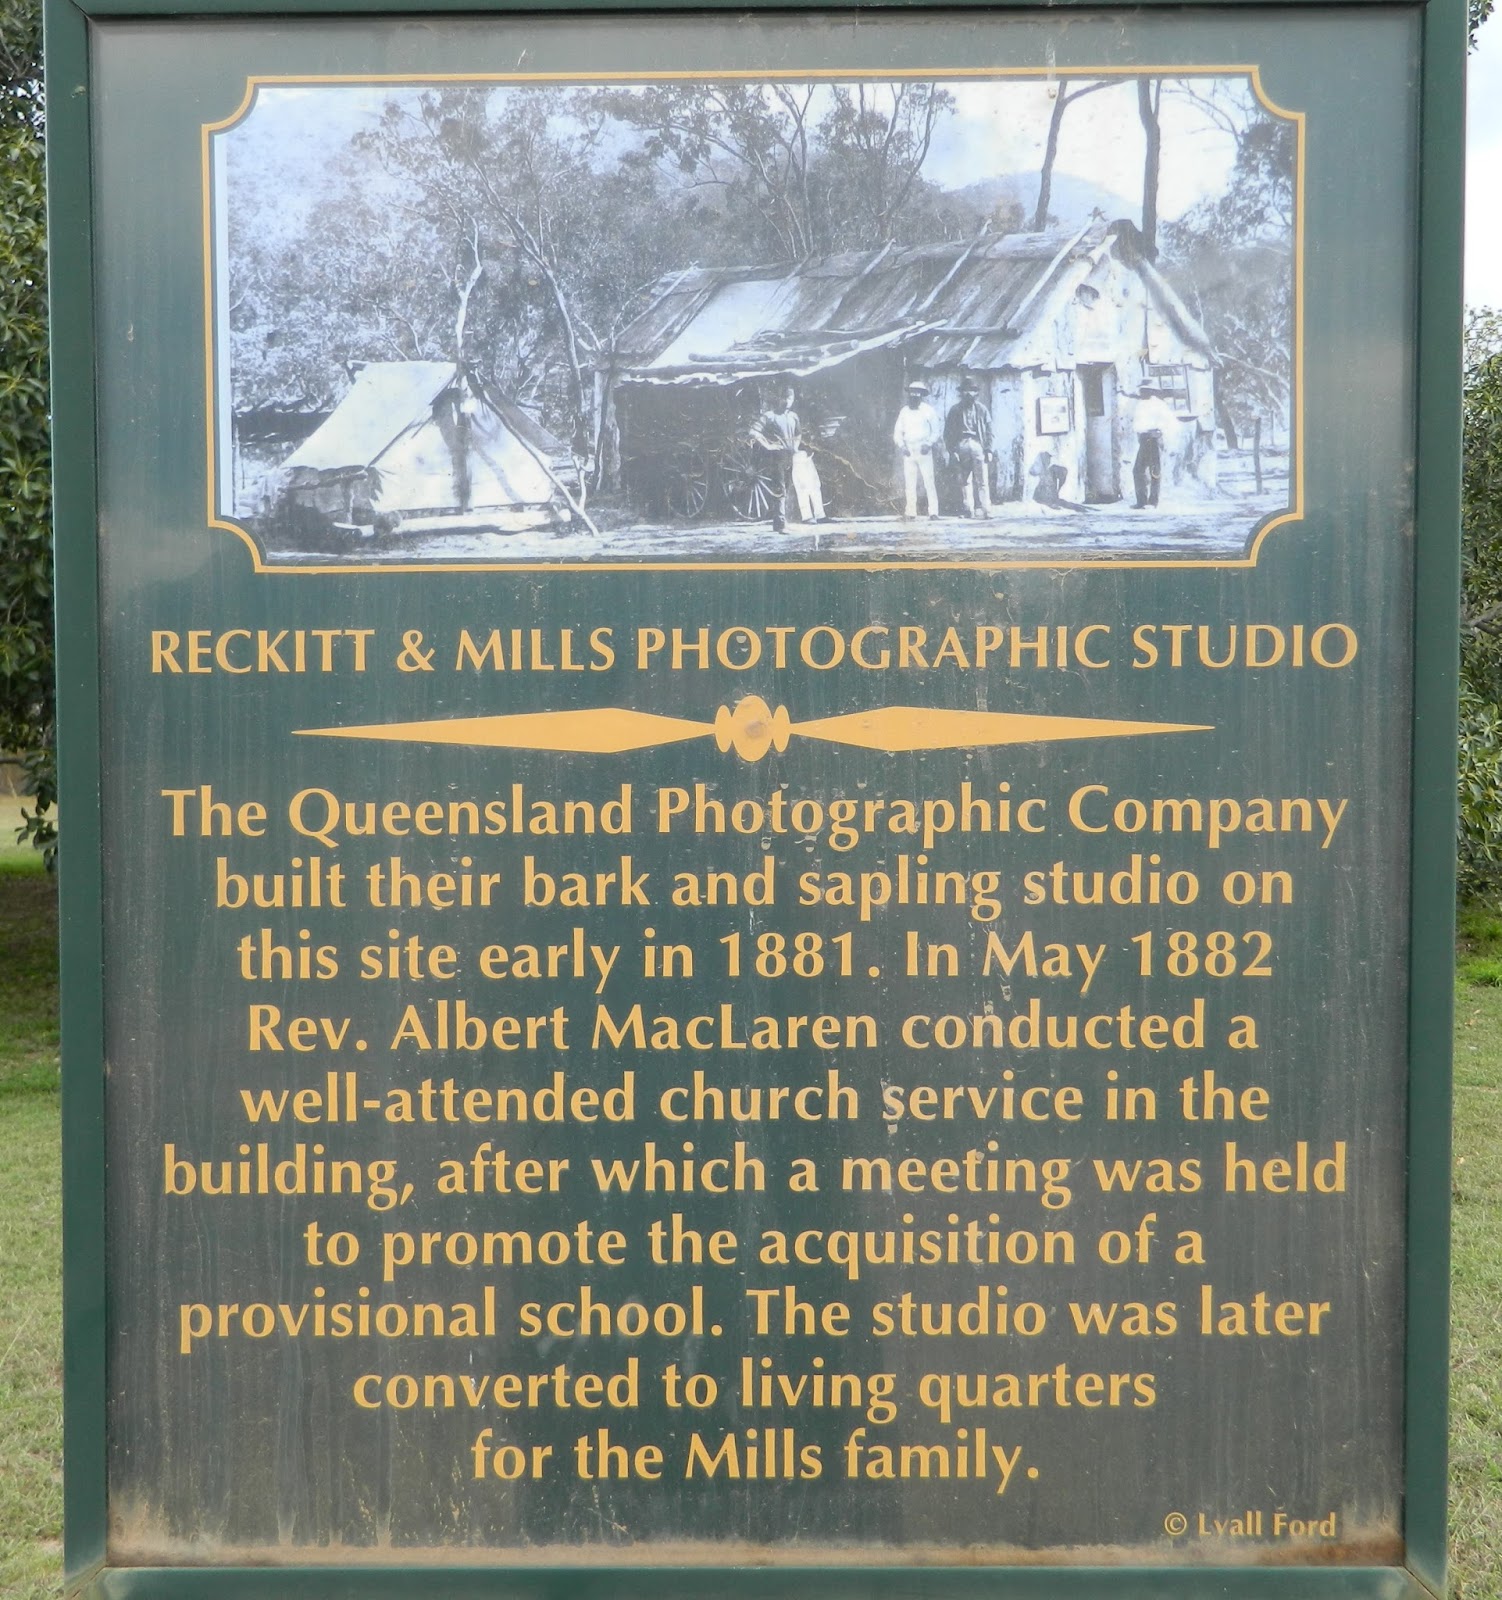 RECKITT & MILLS PHOTOGRAPHIC STUDIO
The Queensland Photographic Company
built their bark and sapling studio on
this site early in 1881. In May 1882
Rev. Albert MacLaren conducted a
well-attended church service in the
building, after which a meeting was held
to promote the acquisition of a
provisional school. The studio was later
converted to living quarters
for the Mills family.
© Lyall Ford